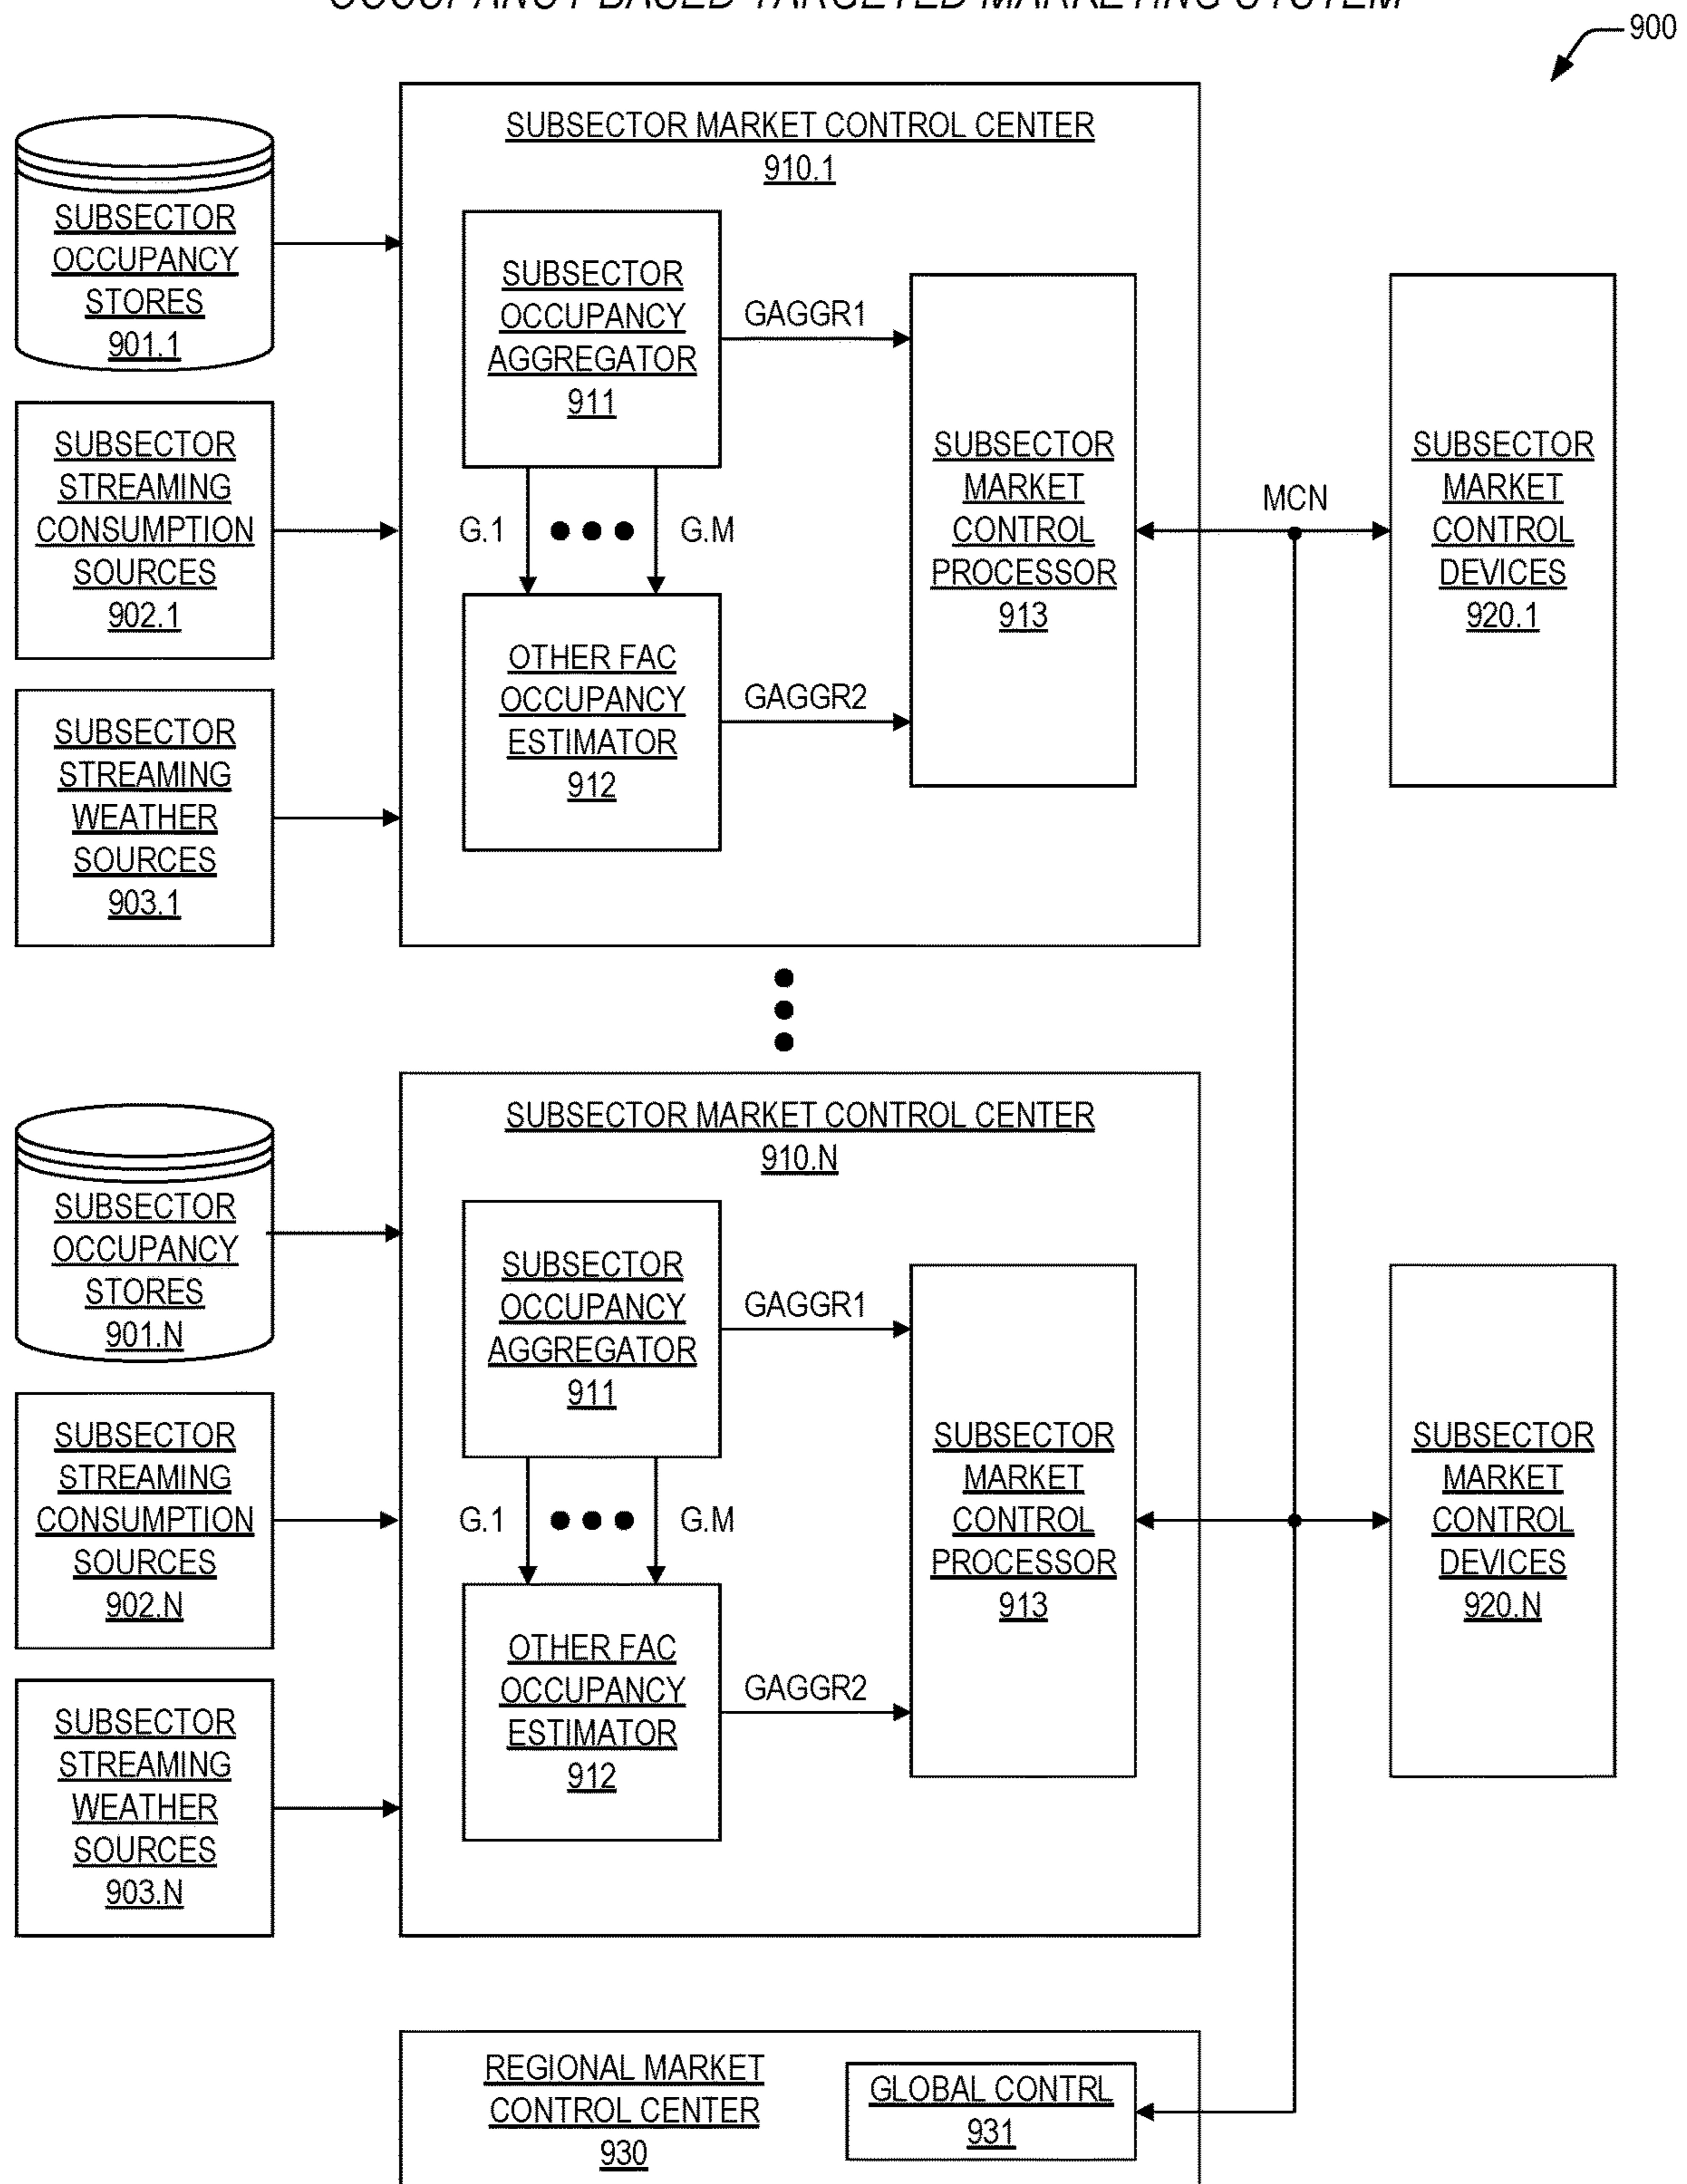 OCCUPANCY BASED TARGETED MARKETING SYSTEM
900
SUBSECTOR
OCCUPANCY
STORES
901.1
SUBSECTOR
STREAMING
CONSUMPTION
SOURCES
902.1
SUBSECTOR
STREAMING
WEATHER
SOURCES
903.1
SUBSECTOR MARKET CONTROL CENTER
910.1
SUBSECTOR
OCCUPANCY
AGGREGATOR
911
GAGGR1
G.1
G.M
OTHER FAC
OCCUPANCY
ESTIMATOR
912
GAGGR2
SUBSECTOR
MARKET
CONTROL
PROCESSOR
913
MCN
SUBSECTOR
MARKET
CONTROL
DEVICES
920.1
SUBSECTOR
OCCUPANCY
STORES
901.N
SUBSECTOR
STREAMING
CONSUMPTION
SOURCES
902.N
SUBSECTOR
STREAMING
WEATHER
SOURCES
903.N
SUBSECTOR MARKET CONTROL CENTER
910.N
SUBSECTOR
OCCUPANCY
AGGREGATOR
911
GAGGR1
G.1
G.M
OTHER FAC
OCCUPANCY
ESTIMATOR
912
GAGGR2
SUBSECTOR
MARKET
CONTROL
PROCESSOR
913
SUBSECTOR
MARKET
CONTROL
DEVICES
920.N
REGIONAL MARKET
CONTROL CENTER
930
GLOBAL CONTRL
931